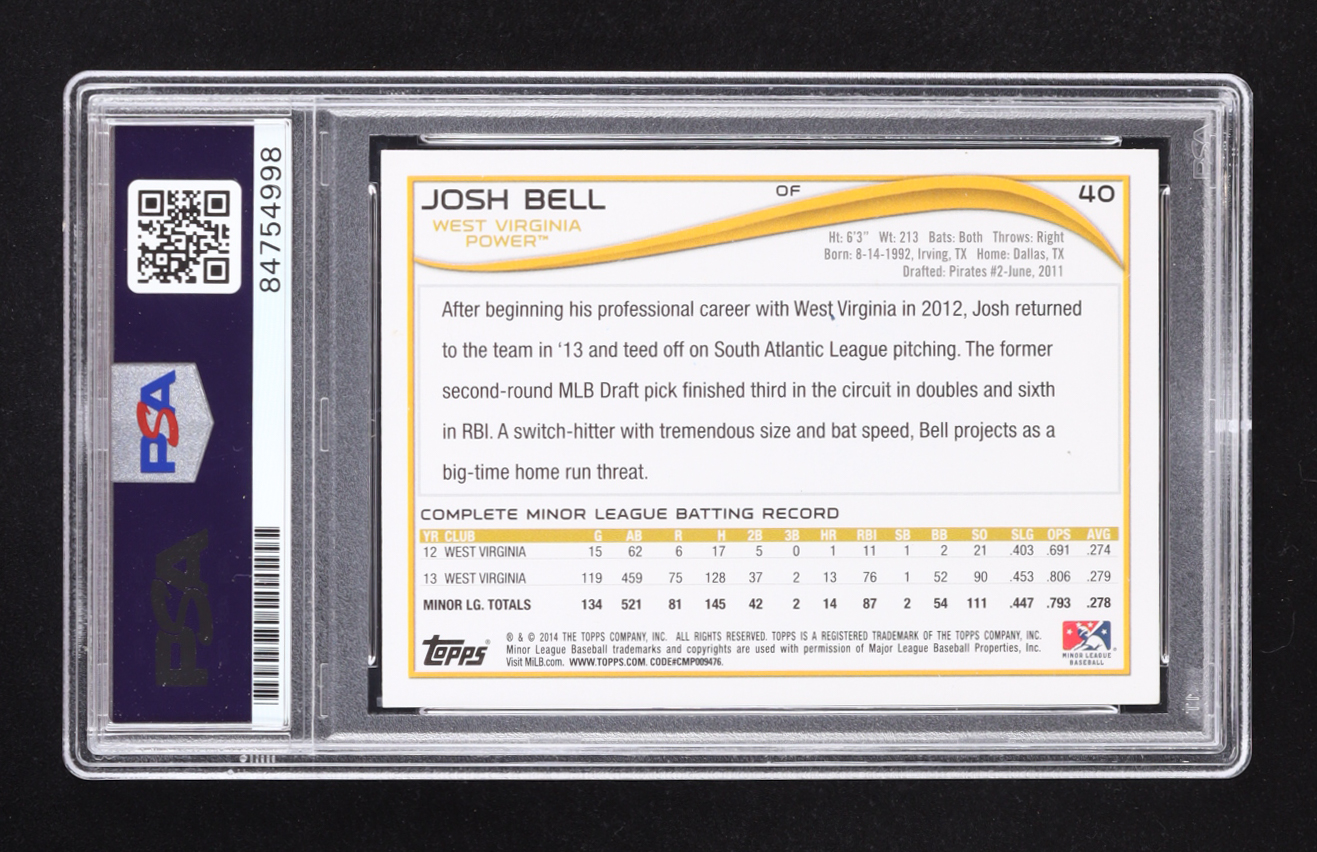 84754998
PSA
PSA
PSA
JOSH BELL
OF
40
WEST VIRGINIA
POWER™
Ht: 6'3" Wt: 213 Bats: Both Throws: Right
Born: 8-14-1992, Irving, TX Home: Dallas, TX
Drafted: Pirates #2-June, 2011
After beginning his professional career with West Virginia in 2012, Josh returned
to the team in '13 and teed off on South Atlantic League pitching. The former
second-round MLB Draft pick finished third in the circuit in doubles and sixth
in RBI. A switch-hitter with tremendous size and bat speed, Bell projects as a
big-time home run threat.
COMPLETE MINOR LEAGUE BATTING RECORD
YR CLUB G AB R H 2B 3B HR RBI SB BB SO SLG OPS AVG
12 WEST VIRGINIA 15 62 6 17 5 0 1 11 1 2 21 .403 .691 .274
13 WEST VIRGINIA 119 459 75 128 37 2 13 76 1 52 90 .453 .806 .279
MINOR LG. TOTALS 134 521 81 145 42 2 14 87 2 54 111 .447 .793 .278
Topps®
® & © 2014 THE TOPPS COMPANY, INC. ALL RIGHTS RESERVED. TOPPS IS A REGISTERED TRADEMARK OF THE TOPPS COMPANY, INC.
Minor League Baseball trademarks and copyrights are used with permission of Major League Baseball Properties, Inc.
Visit MiLB.com. WWW.TOPPS.COM. CODE#CMP009476.
MINOR LEAGUE
BASEBALL